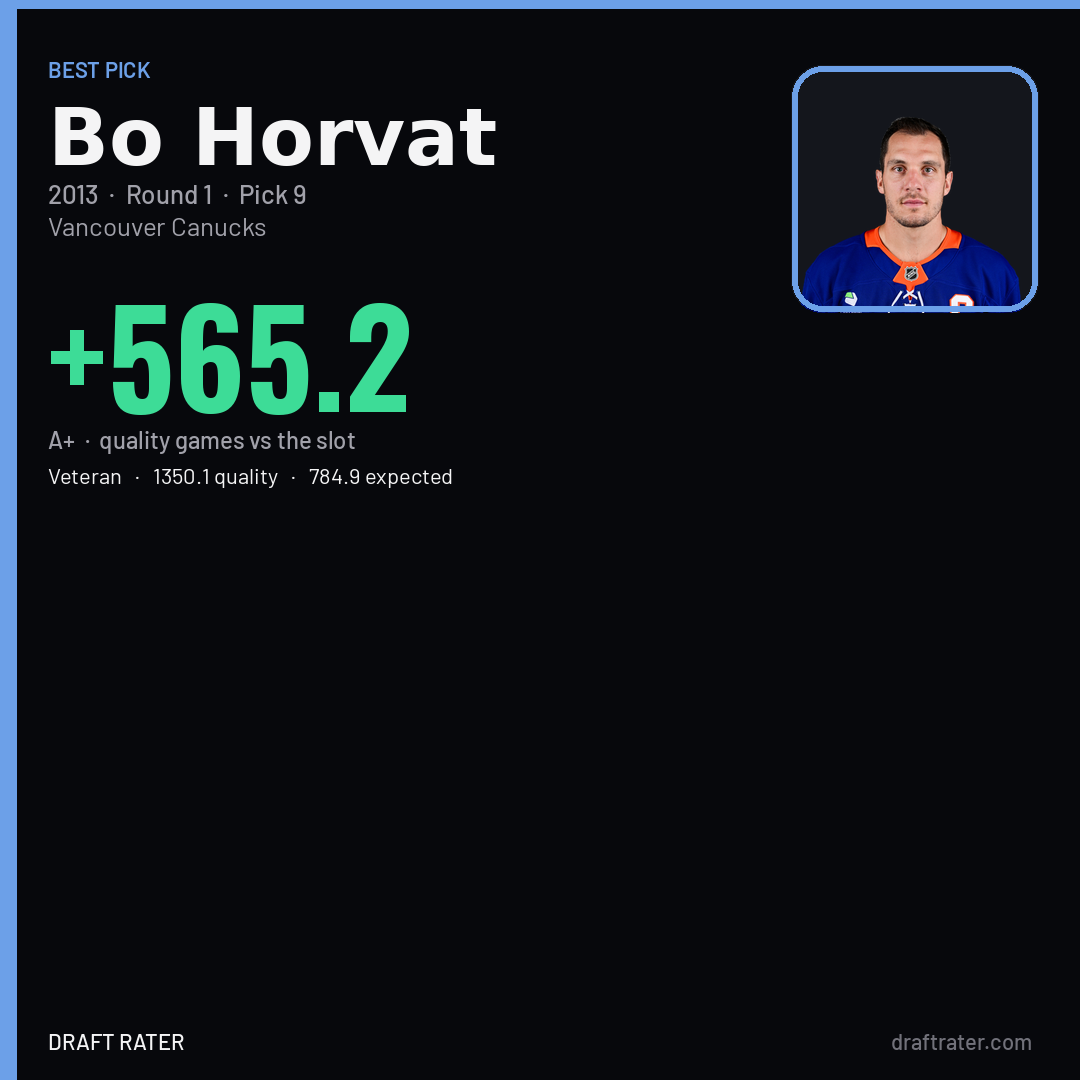 BEST PICK
Bo Horvat
2013 · Round 1 · Pick 9
Vancouver Canucks
+565.2
A+ · quality games vs the slot
Veteran · 1350.1 quality · 784.9 expected
DRAFT RATER
draftrater.com